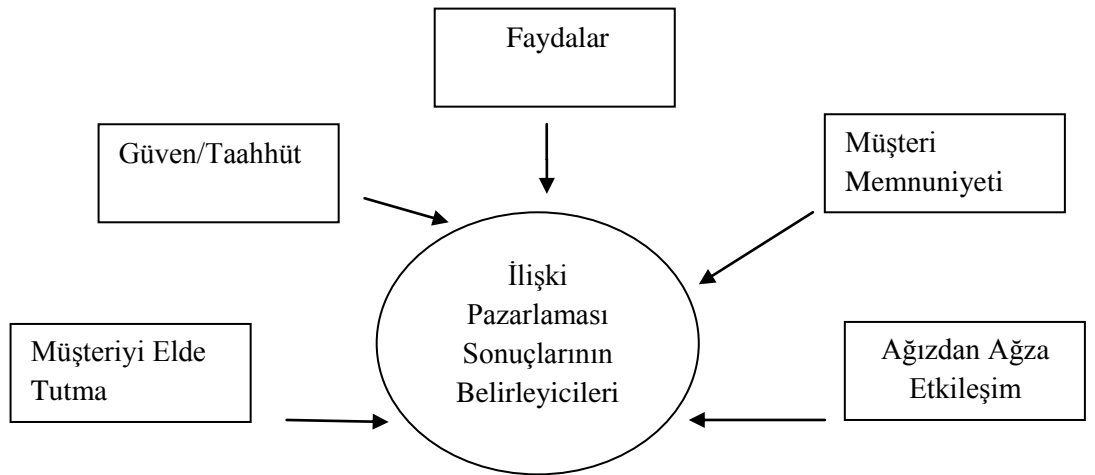 Faydalar
Güven/Taahhüt
Müşteri
Memnuniyeti
İlişki
Pazarlaması
Sonuçlarının
Belirleyicileri
Müşteriyi Elde
Tutma
Ağızdan Ağza
Etkileşim